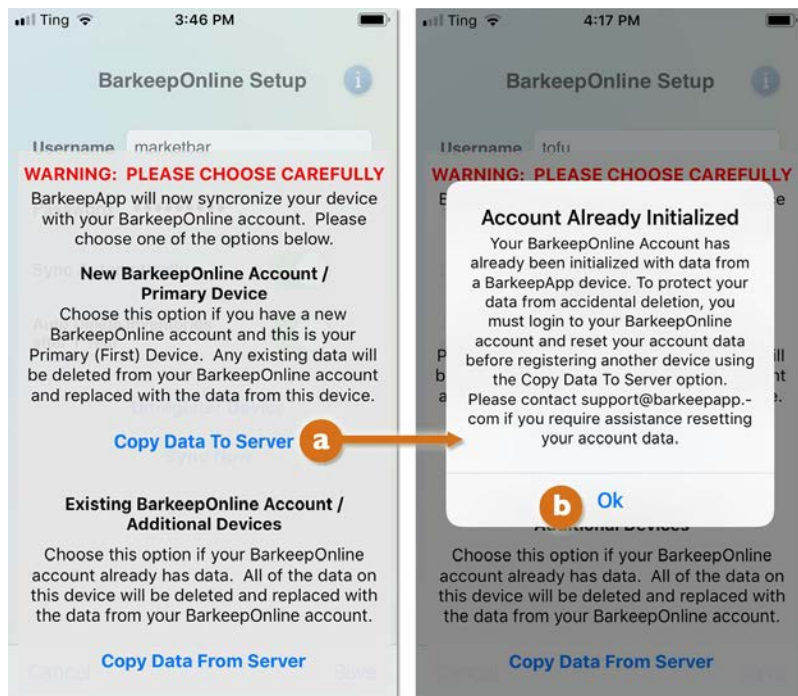 Ting 3:46 PM
BarkeepOnline Setup i
Username marketbar
WARNING: PLEASE CHOOSE CAREFULLY
BarkeepApp will now syncronize your device
with your BarkeepOnline account. Please
choose one of the options below.
New BarkeepOnline Account /
Primary Device
Choose this option if you have a new
BarkeepOnline account and this is your
Primary (First) Device. Any existing data will
be deleted from your BarkeepOnline account
and replaced with the data from this device.
Copy Data To Server a
Sync Now
Existing BarkeepOnline Account /
Additional Devices
Choose this option if your BarkeepOnline
account already has data. All of the data on
this device will be deleted and replaced with
the data from your BarkeepOnline account.
Copy Data From Server
Cancel Save
Ting 4:17 PM
BarkeepOnline Setup i
Username tofu
WARNING: PLEASE CHOOSE CAREFULLY
Account Already Initialized
Your BarkeepOnline Account has
already been initialized with data from
a BarkeepApp device. To protect your
data from accidental deletion, you
must login to your BarkeepOnline
account and reset your account data
before registering another device using
the Copy Data To Server option.
Please contact support@barkeepapp.-
com if you require assistance resetting
your account data.
b Ok
Additional Devices
Choose this option if your BarkeepOnline
account already has data. All of the data on
this device will be deleted and replaced with
the data from your BarkeepOnline account.
Copy Data From Server
Cancel Save